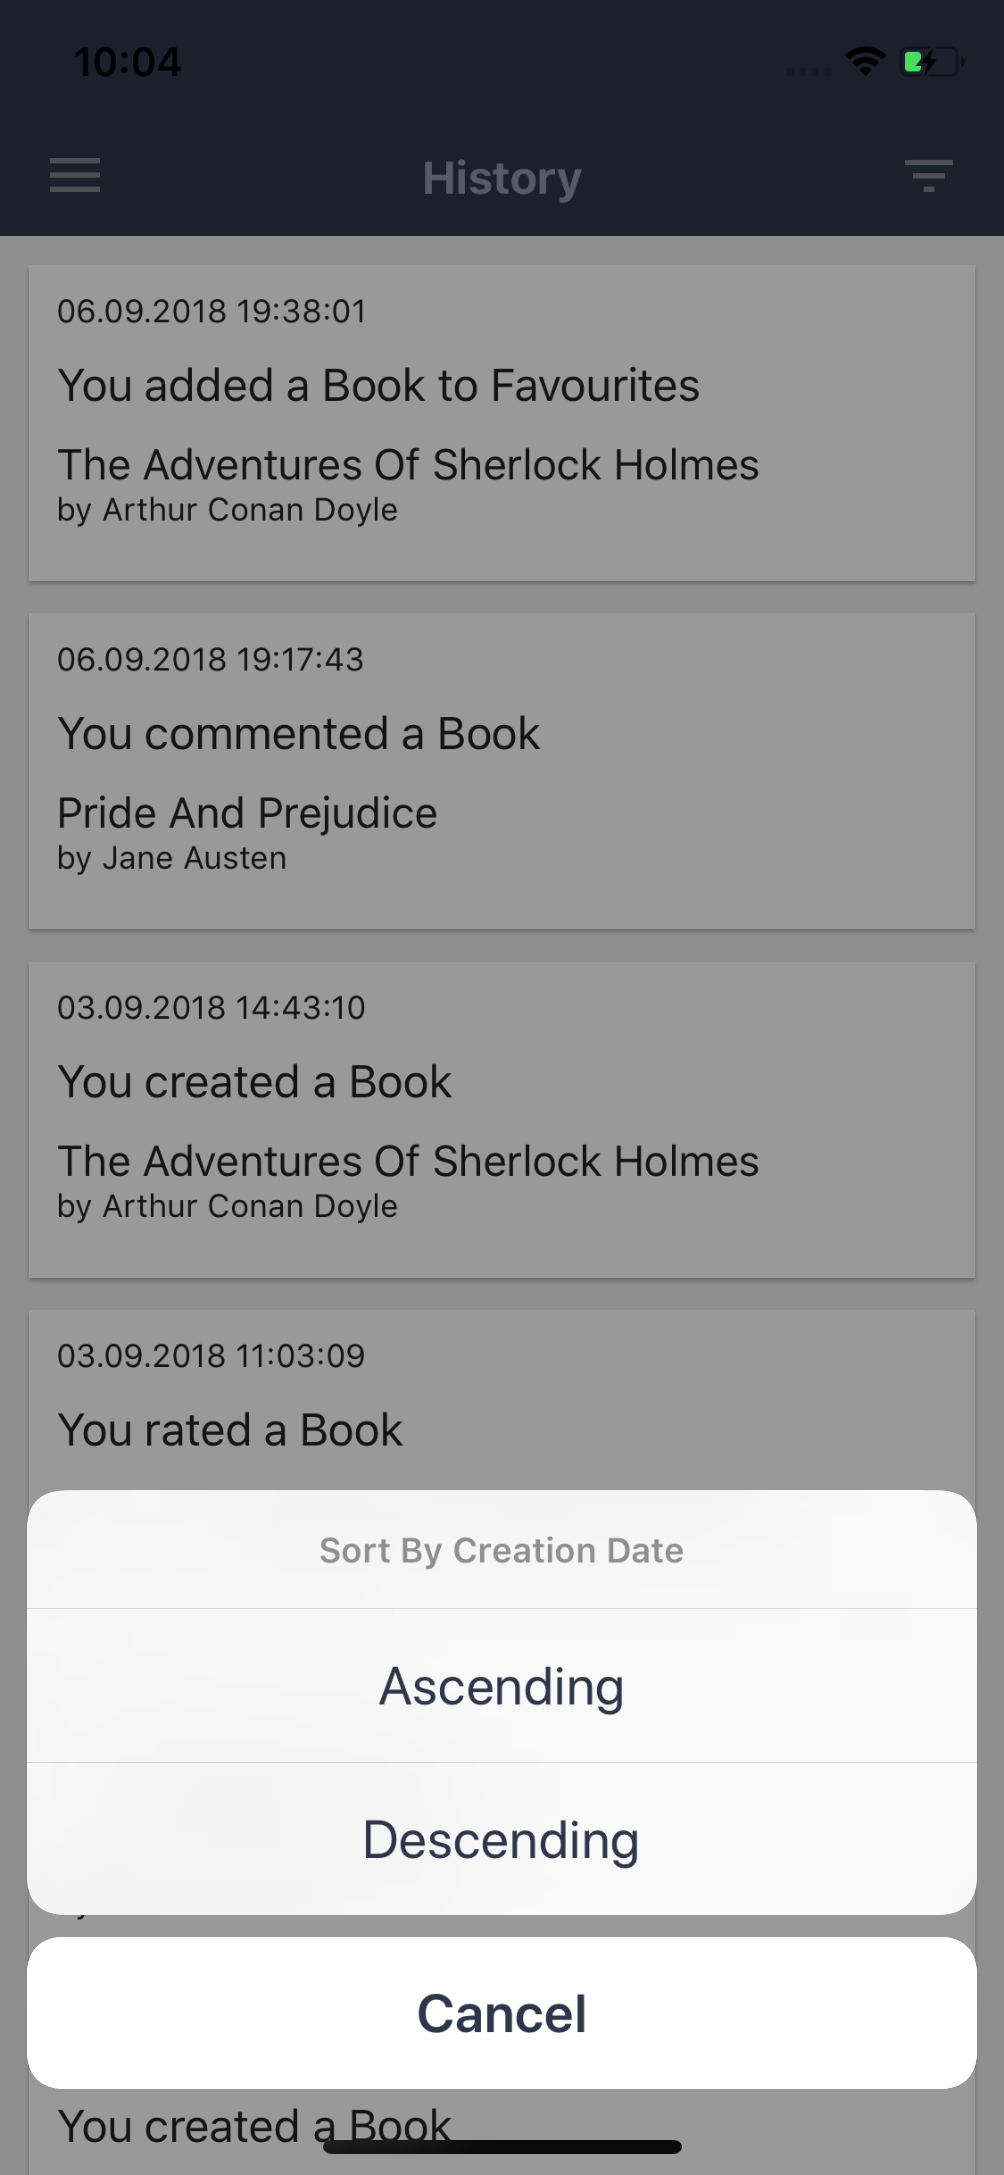 10:04
History
06.09.2018 19:38:01
You added a Book to Favourites
The Adventures Of Sherlock Holmes
by Arthur Conan Doyle
06.09.2018 19:17:43
You commented a Book
Pride And Prejudice
by Jane Austen
03.09.2018 14:43:10
You created a Book
The Adventures Of Sherlock Holmes
by Arthur Conan Doyle
03.09.2018 11:03:09
You rated a Book
Sort By Creation Date
Ascending
Descending
Cancel
You created a Book